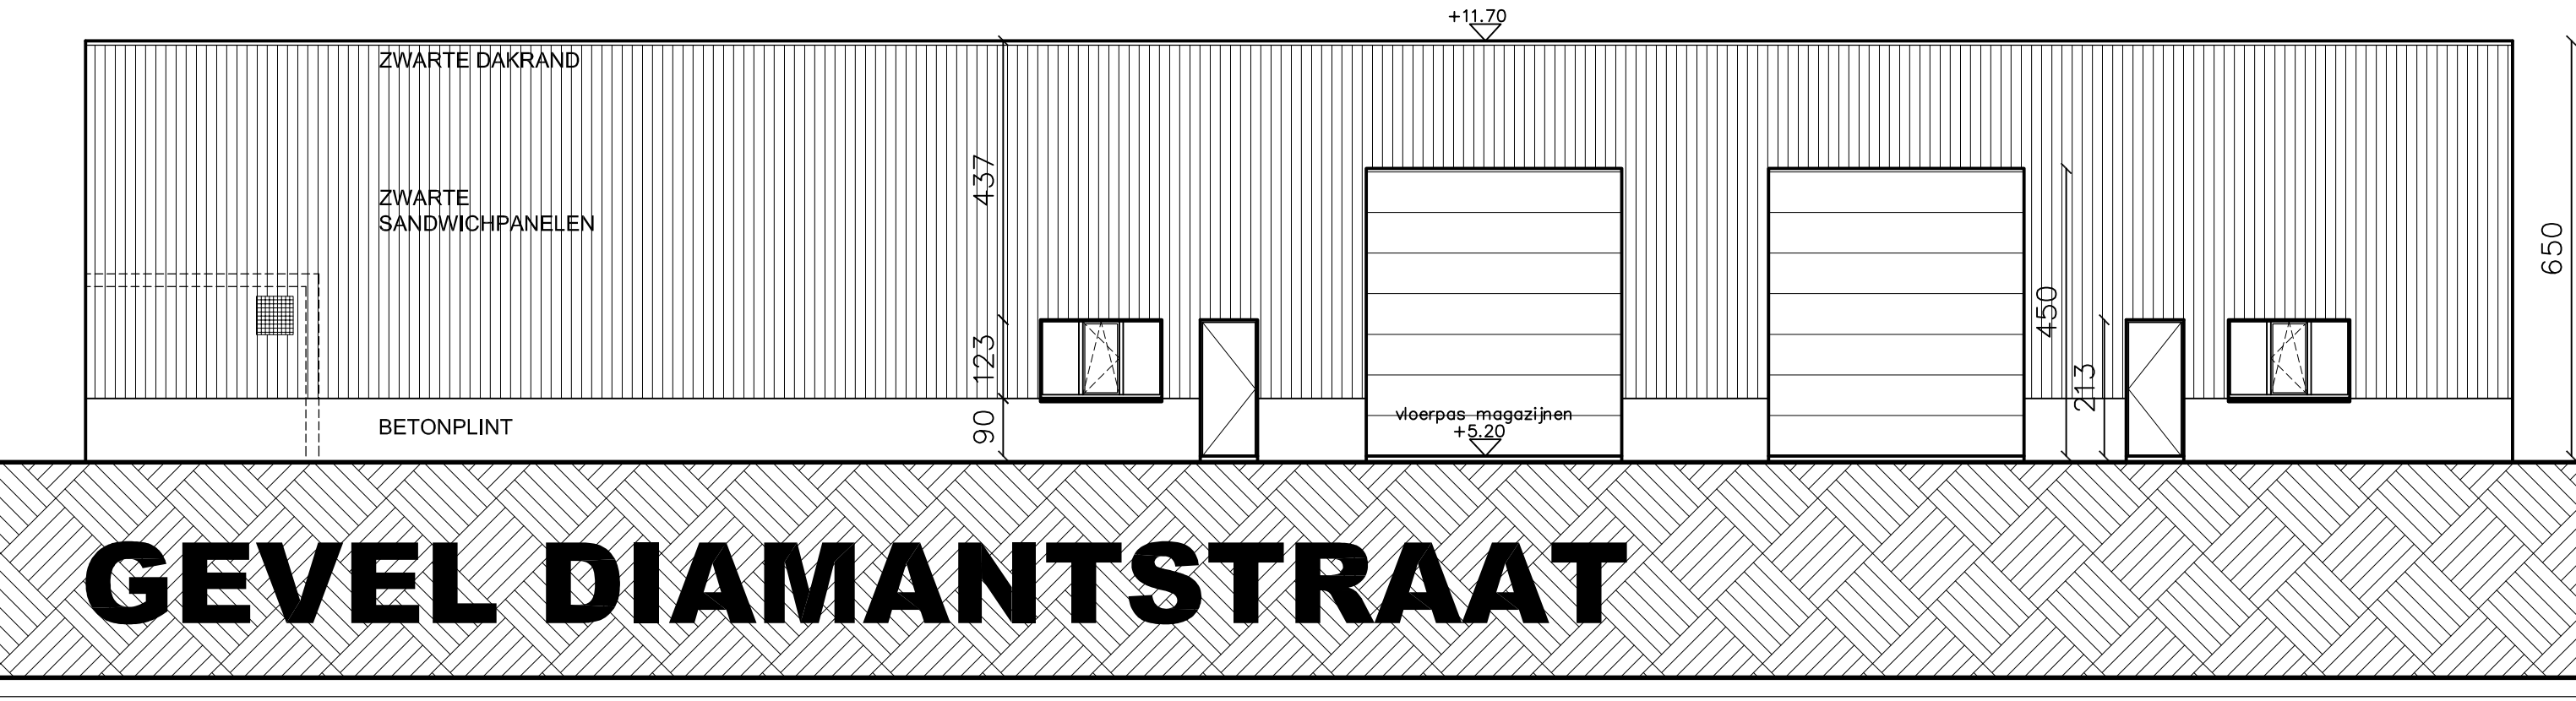 +11.70
ZWARTE DAKRAND
437
ZWARTE
SANDWICHPANELEN
650
450
123
213
90
BETONPLINT
vloerpas magazijnen
+5.20
GEVEL DIAMANTSTRAAT